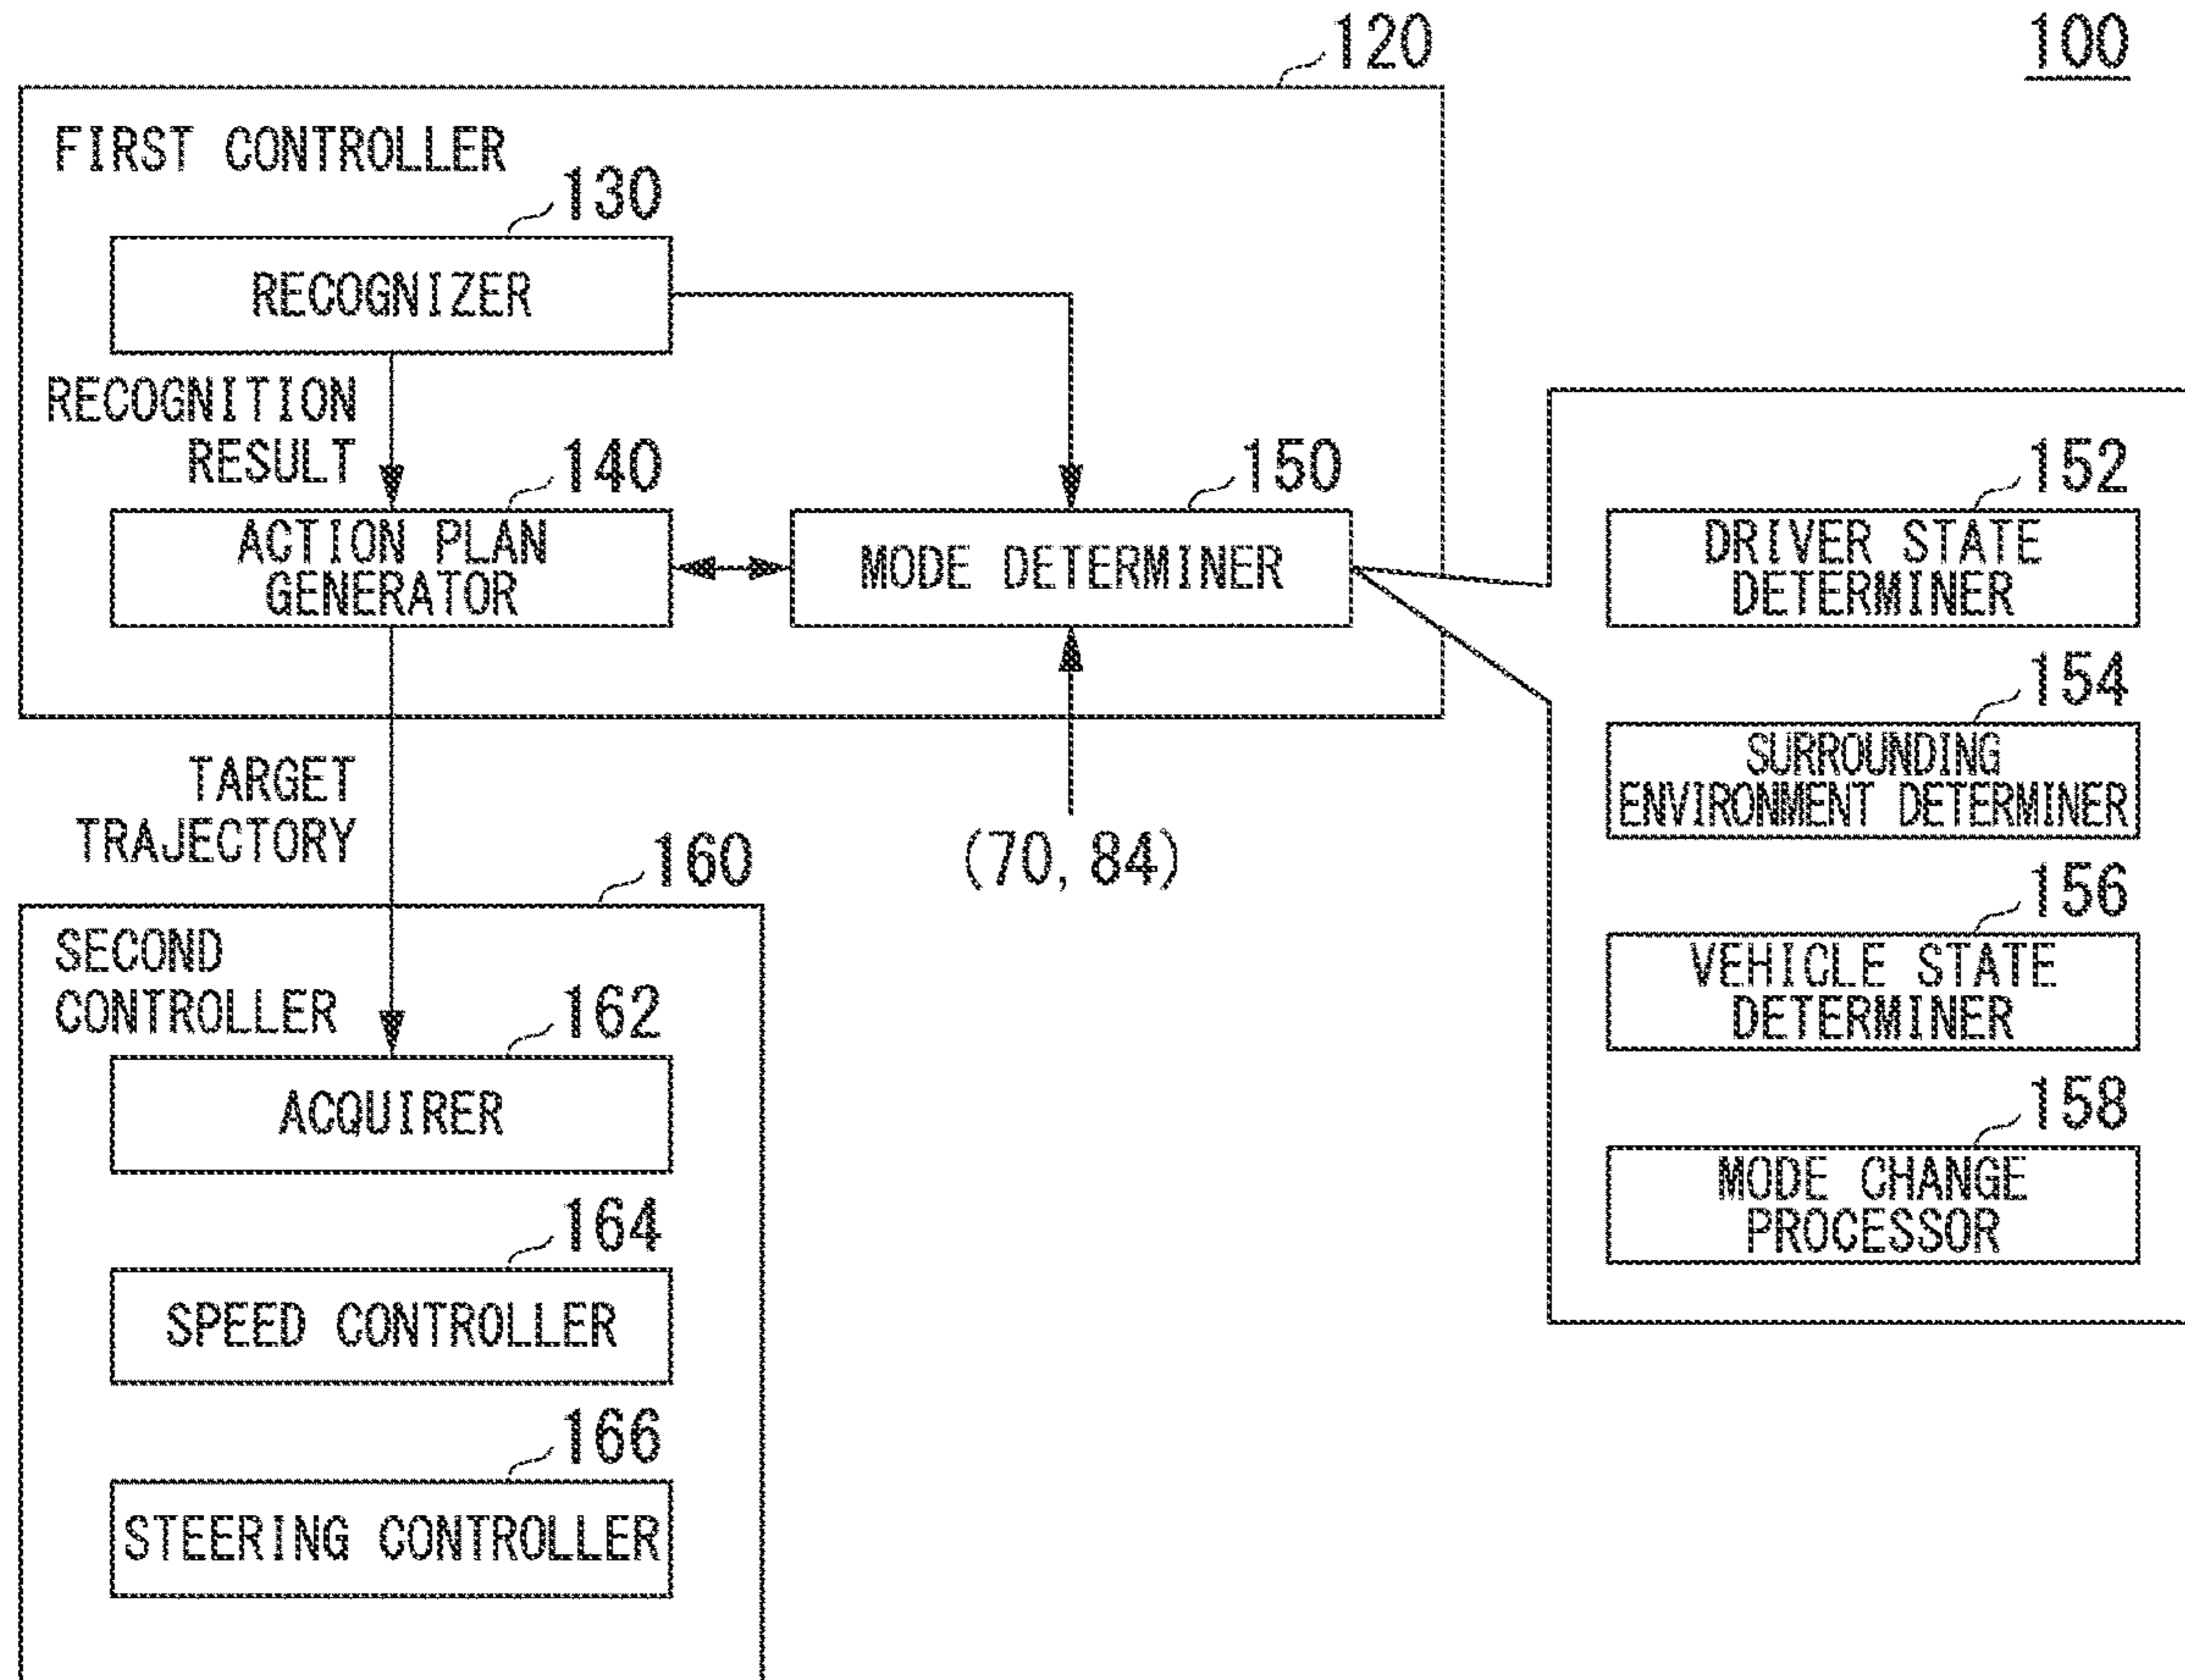 100
120
FIRST CONTROLLER
130
RECOGNIZER
RECOGNITION
RESULT
140
ACTION PLAN
GENERATOR
150
MODE DETERMINER
(70, 84)
152
DRIVER STATE
DETERMINER
154
SURROUNDING
ENVIRONMENT DETERMINER
156
VEHICLE STATE
DETERMINER
158
MODE CHANGE
PROCESSOR
TARGET
TRAJECTORY
160
SECOND
CONTROLLER
162
ACQUIRER
164
SPEED CONTROLLER
166
STEERING CONTROLLER